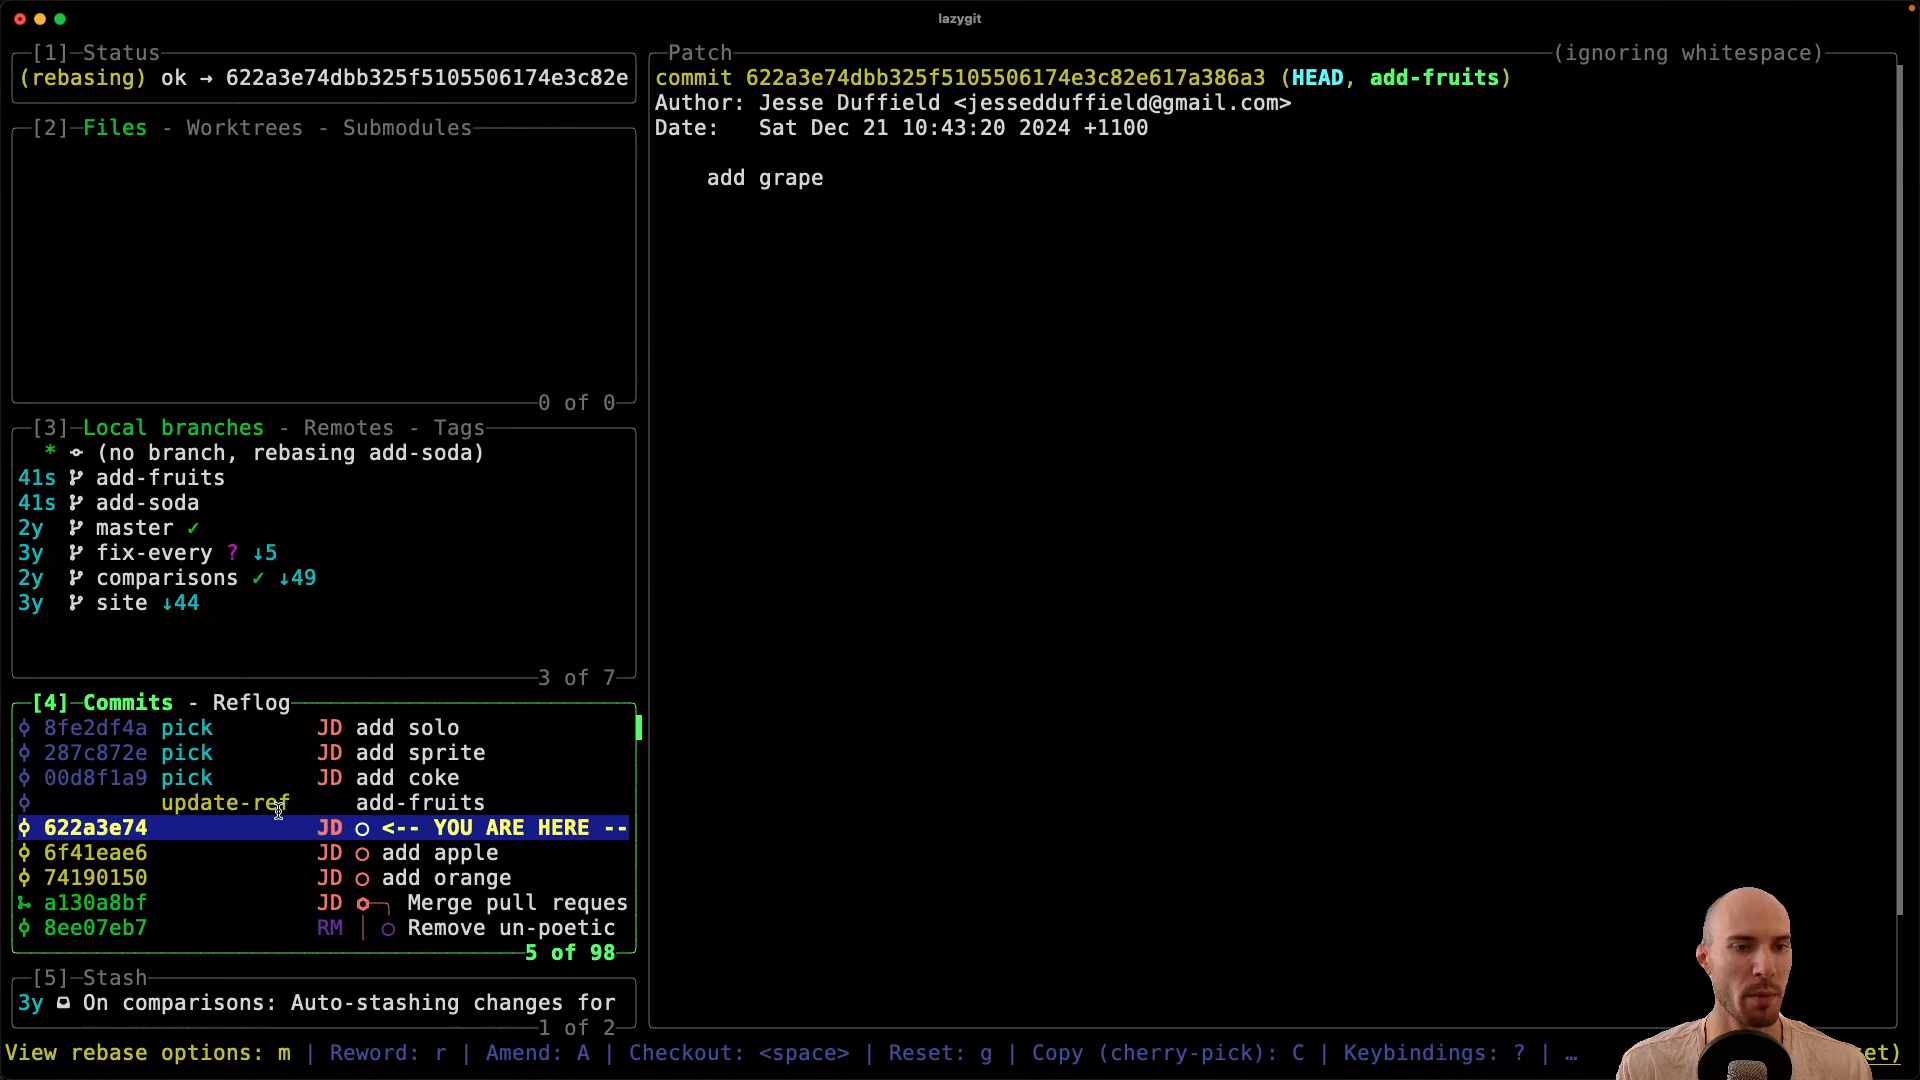 lazygit
[1] Status
(rebasing) ok → 622a3e74dbb325f5105506174e3c82e
[2] Files - Worktrees - Submodules
0 of 0
[3] Local branches - Remotes - Tags
* (no branch, rebasing add-soda)
41s add-fruits
41s add-soda
2y master ✓
3y fix-every ? ↓5
2y comparisons ✓ ↓49
3y site ↓44
3 of 7
[4] Commits - Reflog
8fe2df4a pick JD add solo
287c872e pick JD add sprite
00d8f1a9 pick JD add coke
update-ref add-fruits
622a3e74 JD <-- YOU ARE HERE --
6f41eae6 JD add apple
74190150 JD add orange
a130a8bf JD Merge pull reques
8ee07eb7 RM Remove un-poetic
5 of 98
[5] Stash
3y On comparisons: Auto-stashing changes for
1 of 2
Patch (ignoring whitespace)
commit 622a3e74dbb325f5105506174e3c82e617a386a3 (HEAD, add-fruits)
Author: Jesse Duffield <jessedduffield@gmail.com>
Date: Sat Dec 21 10:43:20 2024 +1100
add grape
View rebase options: m | Reword: r | Amend: A | Checkout: <space> | Reset: g | Copy (cherry-pick): C | Keybindings: ? | … et)